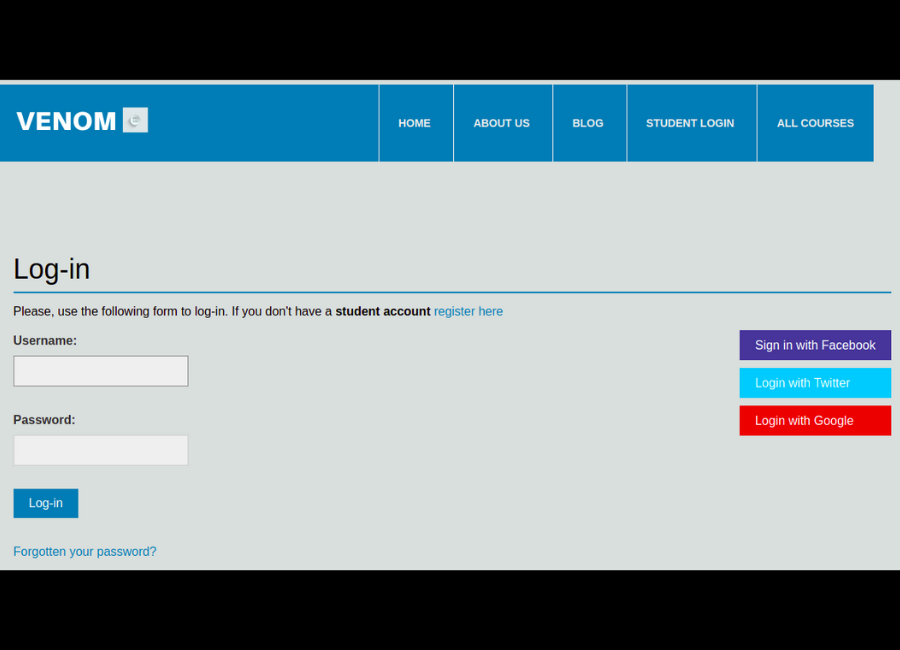 VENOM
HOME
ABOUT US
BLOG
STUDENT LOGIN
ALL COURSES
Log-in
Please, use the following form to log-in. If you don't have a student account register here
Username:
Password:
Log-in
Forgotten your password?
Sign in with Facebook
Login with Twitter
Login with Google